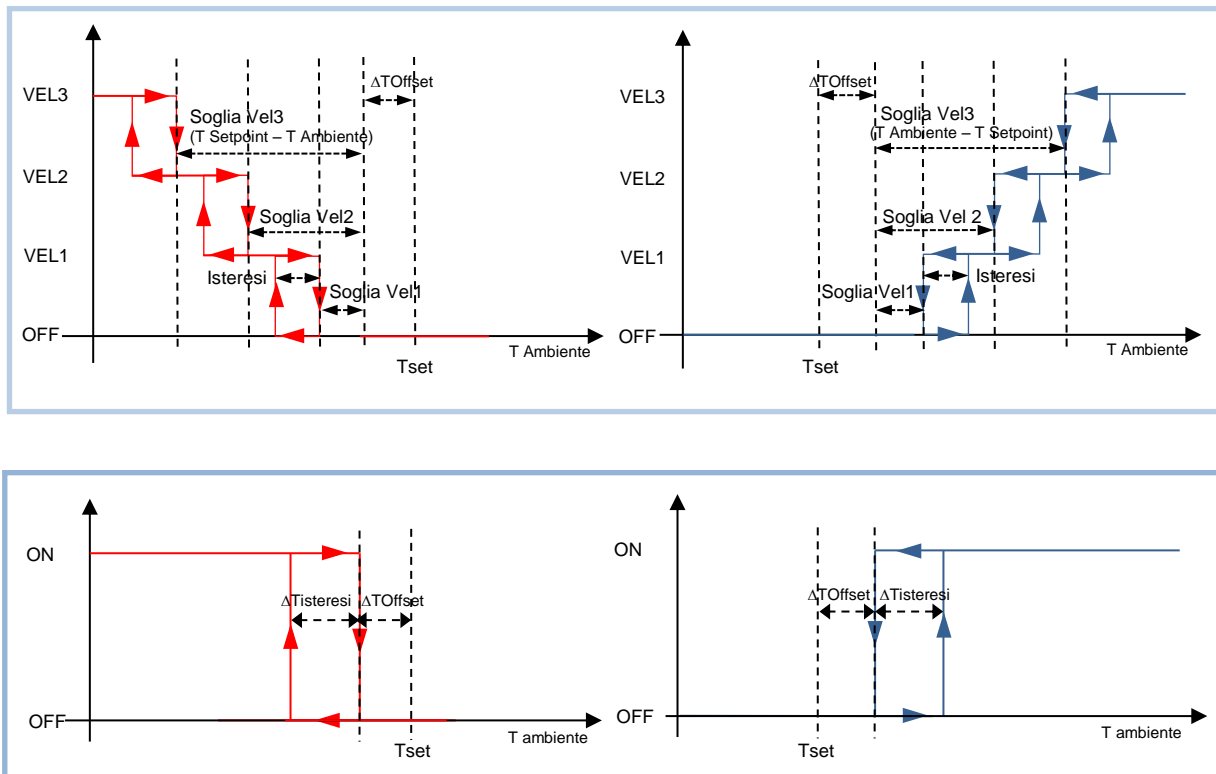 VEL3
VEL2
VEL1
OFF
ΔTOffset
Soglia Vel3
(T Setpoint – T Ambiente)
Soglia Vel2
Isteresi
Soglia Vel1
T Ambiente
Tset
VEL3
VEL2
VEL1
OFF
ΔTOffset
Soglia Vel3
(T Ambiente – T Setpoint)
Soglia Vel 2
Isteresi
Soglia Vel1
T Ambiente
Tset
ON
OFF
ΔTisteresi
ΔTOffset
T ambiente
Tset
ON
OFF
ΔTOffset
ΔTisteresi
T ambiente
Tset